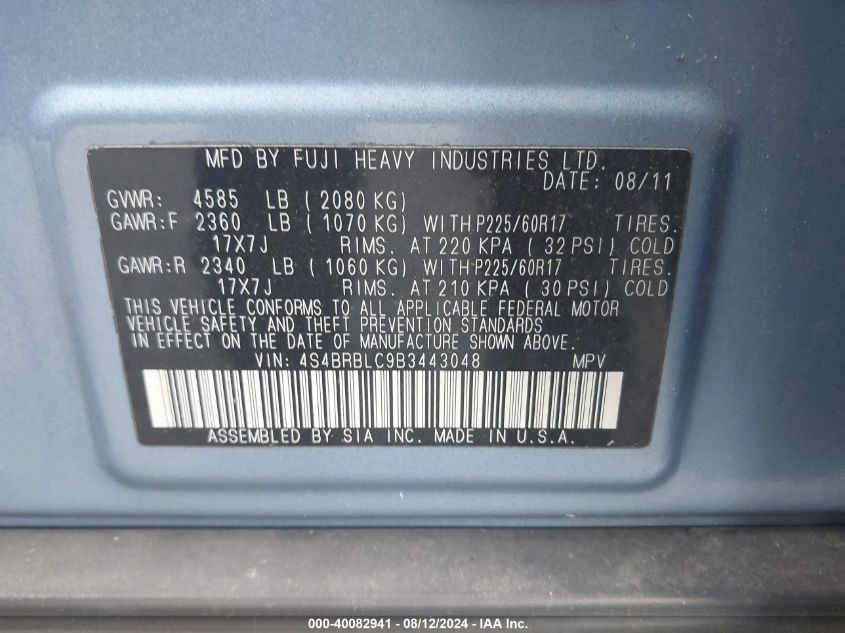 MFD BY FUJI HEAVY INDUSTRIES LTD.
DATE: 08/11
GVWR: 4585 LB ( 2080 KG)
GAWR:F 2360 LB ( 1070 KG) WITHP225/60R17 TIRES.
17X7J RIMS. AT 220 KPA ( 32 PSI) COLD
GAWR:R 2340 LB ( 1060 KG) WITHP225/60R17 TIRES.
17X7J RIMS. AT 210 KPA ( 30 PSI) COLD
THIS VEHICLE CONFORMS TO ALL APPLICABLE FEDERAL MOTOR
VEHICLE SAFETY AND THEFT PREVENTION STANDARDS
IN EFFECT ON THE DATE OF MANUFACTURE SHOWN ABOVE.
VIN: 4S4BRBLC9B3443048 MPV
ASSEMBLED BY SIA INC. MADE IN U.S.A.
000-40082941 - 08/12/2024 - IAA Inc.